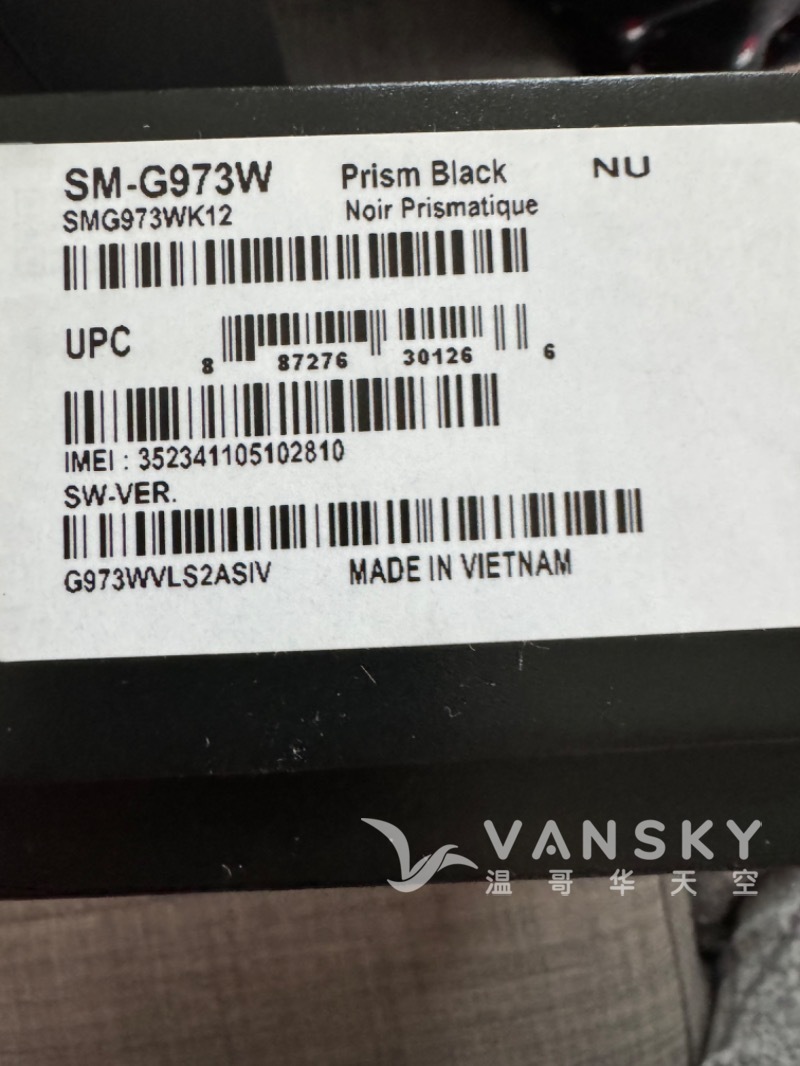 SM-G973W Prism Black NU
SMG973WK12 Noir Prismatique
UPC 8 87276 30126 6
IMEI : 352341105102810
SW-VER.
G973WVLS2ASIV MADE IN VIETNAM
VANSKY
温哥华天空